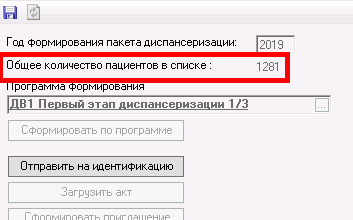 Год формирования пакета диспансеризации: 2019
Общее количество пациентов в списке : 1281
Программа формирования
ДВ1 Первый этап диспансеризации 1/3 ...
Сформировать по программе
Отправить на идентификацию
Загрузить акт
Сформировать приглашение